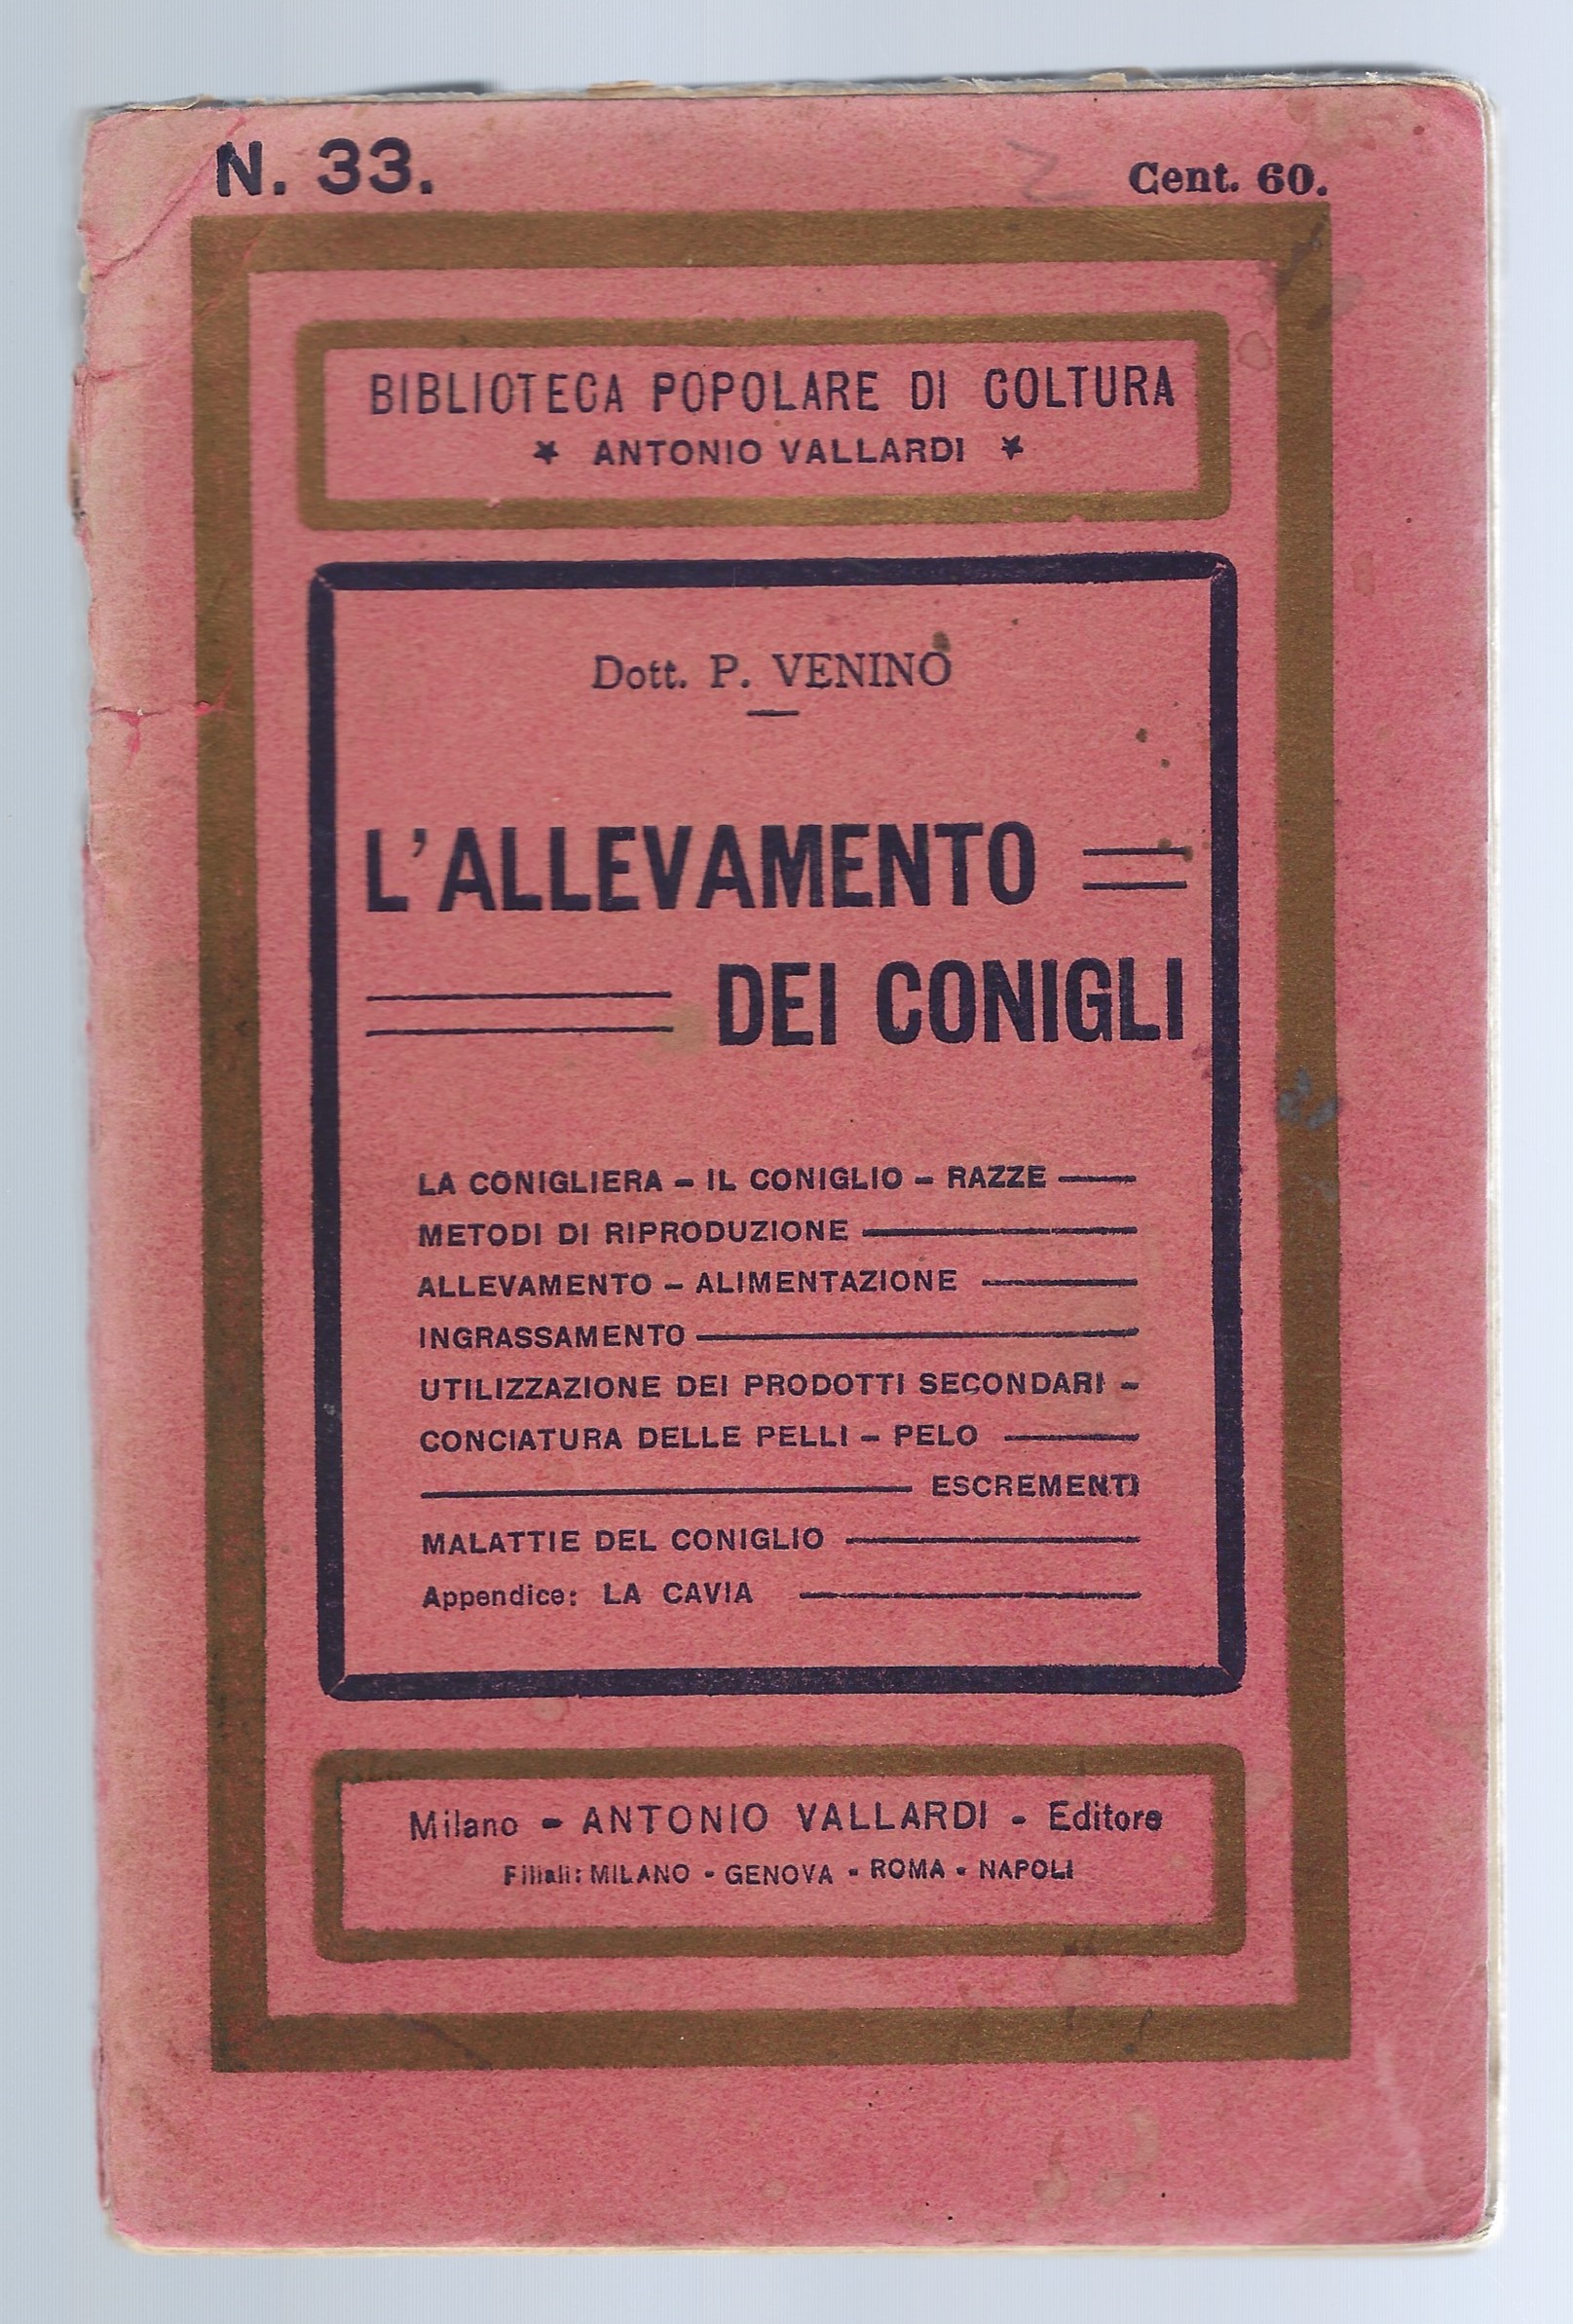 N. 33.
Cent. 60.
BIBLIOTECA POPOLARE DI COLTURA
* ANTONIO VALLARDI *
Dott. P. VENINO
L'ALLEVAMENTO
DEI CONIGLI
LA CONIGLIERA – IL CONIGLIO – RAZZE
METODI DI RIPRODUZIONE
ALLEVAMENTO – ALIMENTAZIONE
INGRASSAMENTO
UTILIZZAZIONE DEI PRODOTTI SECONDARI –
CONCIATURA DELLE PELLI – PELO
ESCREMENTI
MALATTIE DEL CONIGLIO
Appendice: LA CAVIA
Milano - ANTONIO VALLARDI - Editore
Filiali: MILANO - GENOVA - ROMA - NAPOLI